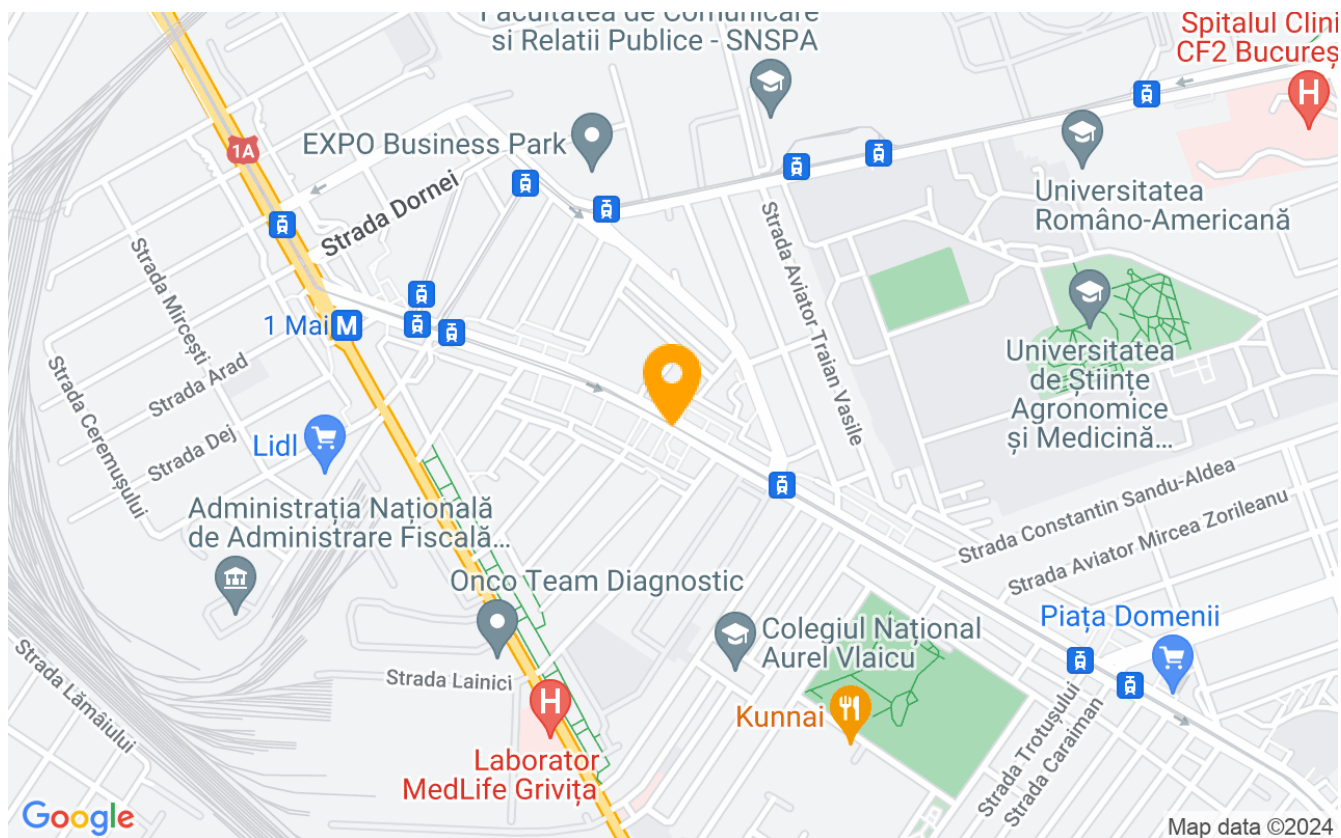 Facultatea de Comunicare
si Relatii Publice - SNSPA
Spitalul Clini
CF2 Bucureș
1A
EXPO Business Park
H
Strada Dornei
Universitatea
Româno-Americană
Strada Aviator Traian Vasile
Strada Mircești
1 Mai
M
Strada Arad
Strada Ceremușului
Universitatea
de Științe
Agronomice
și Medicină...
Strada Dej
Lidl
Strada Constantin Sandu-Aldea
Strada Aviator Mircea Zorileanu
Administrația Națională
de Administrare Fiscală...
Onco Team Diagnostic
Colegiul Național
Aurel Vlaicu
Piața Domenii
Strada Lămâiului
Strada Lainici
H
Kunnai
Strada Trotușului
Strada Caraiman
Laborator
MedLife Grivița
Google
Map data ©2024